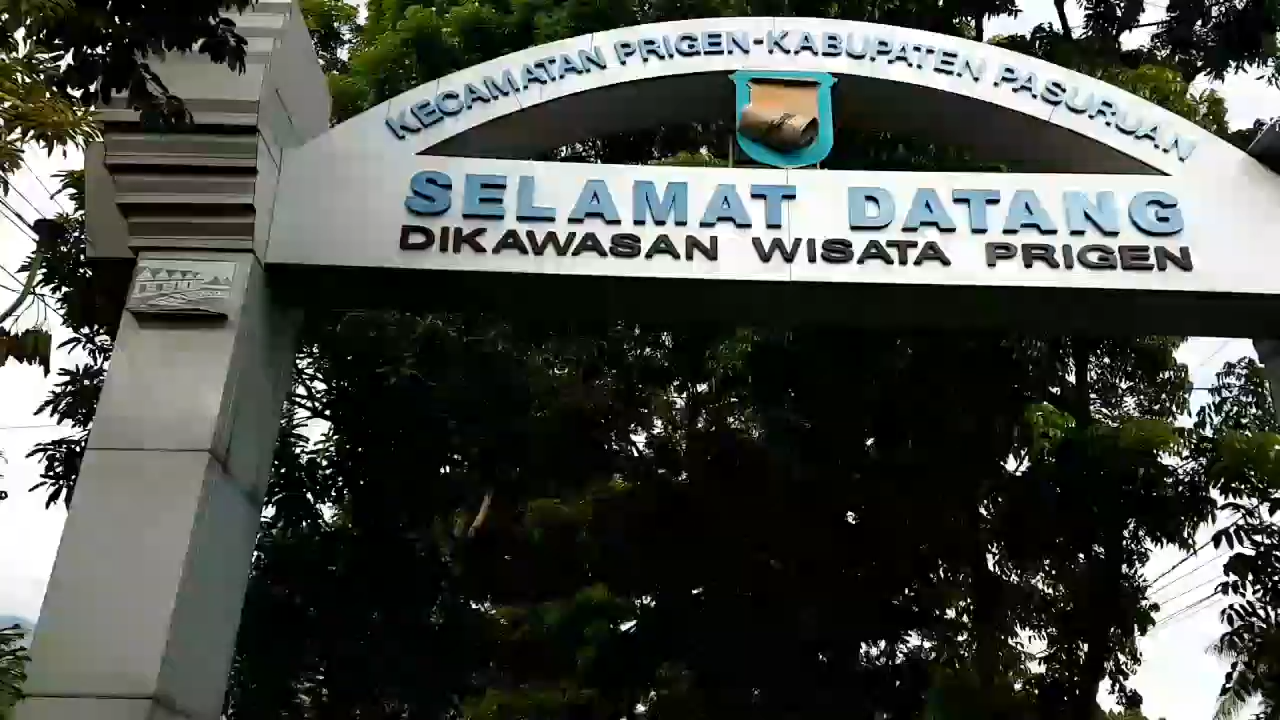 KECAMATAN PRIGEN-KABUPATEN PASURUAN
SELAMAT DATANG
DIKAWASAN WISATA PRIGEN